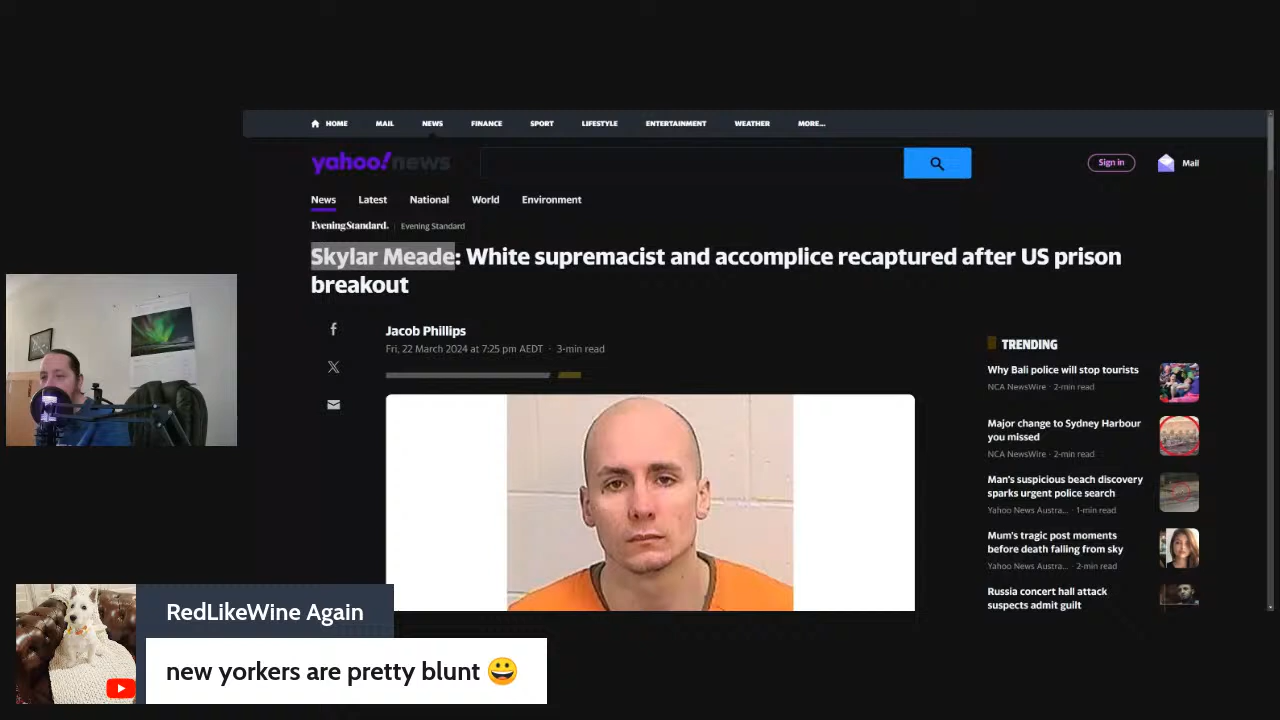 HOME MAIL NEWS FINANCE SPORT LIFESTYLE ENTERTAINMENT WEATHER MORE...
yahoo!news
Sign in
Mail
News Latest National World Environment
EveningStandard. | Evening Standard
Skylar Meade: White supremacist and accomplice recaptured after US prison
breakout
Jacob Phillips
Fri, 22 March 2024 at 7:25 pm AEDT · 3-min read
TRENDING
Why Bali police will stop tourists
NCA NewsWire · 2-min read
Major change to Sydney Harbour
you missed
NCA NewsWire · 2-min read
Man's suspicious beach discovery
sparks urgent police search
Yahoo News Austra... · 1-min read
Mum's tragic post moments
before death falling from sky
Yahoo News Austra... · 2-min read
Russia concert hall attack
suspects admit guilt
RedLikeWine Again
new yorkers are pretty blunt 😀